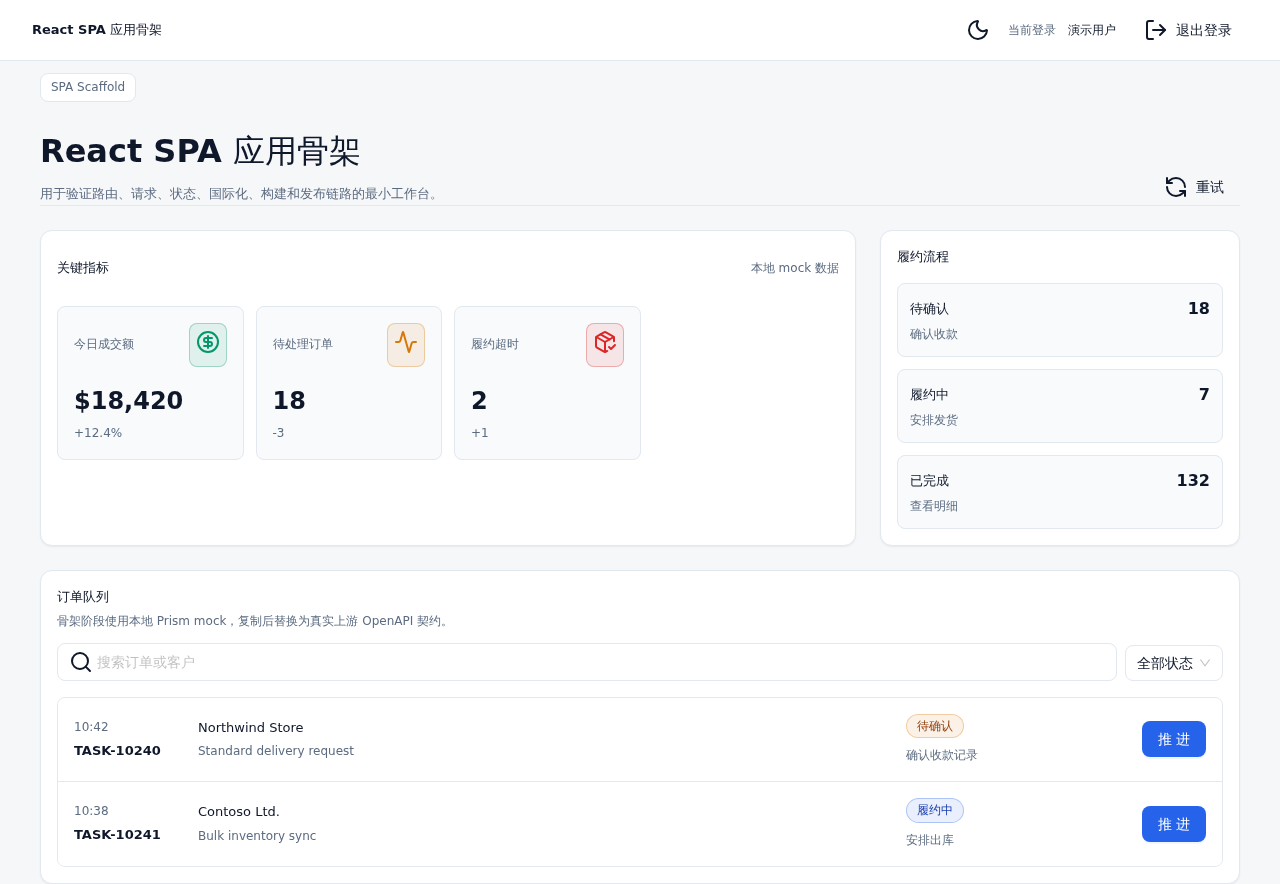 React SPA 应用骨架
当前登录 演示用户 退出登录
SPA Scaffold
React SPA 应用骨架
用于验证路由、请求、状态、国际化、构建和发布链路的最小工作台。
重试
关键指标
本地 mock 数据
今日成交额
$18,420
+12.4%
待处理订单
18
-3
履约超时
2
+1
履约流程
待确认 18
确认收款
履约中 7
安排发货
已完成 132
查看明细
订单队列
骨架阶段使用本地 Prism mock，复制后替换为真实上游 OpenAPI 契约。
搜索订单或客户
全部状态
10:42
TASK-10240
Northwind Store
Standard delivery request
待确认
确认收款记录
推 进
10:38
TASK-10241
Contoso Ltd.
Bulk inventory sync
履约中
安排出库
推 进